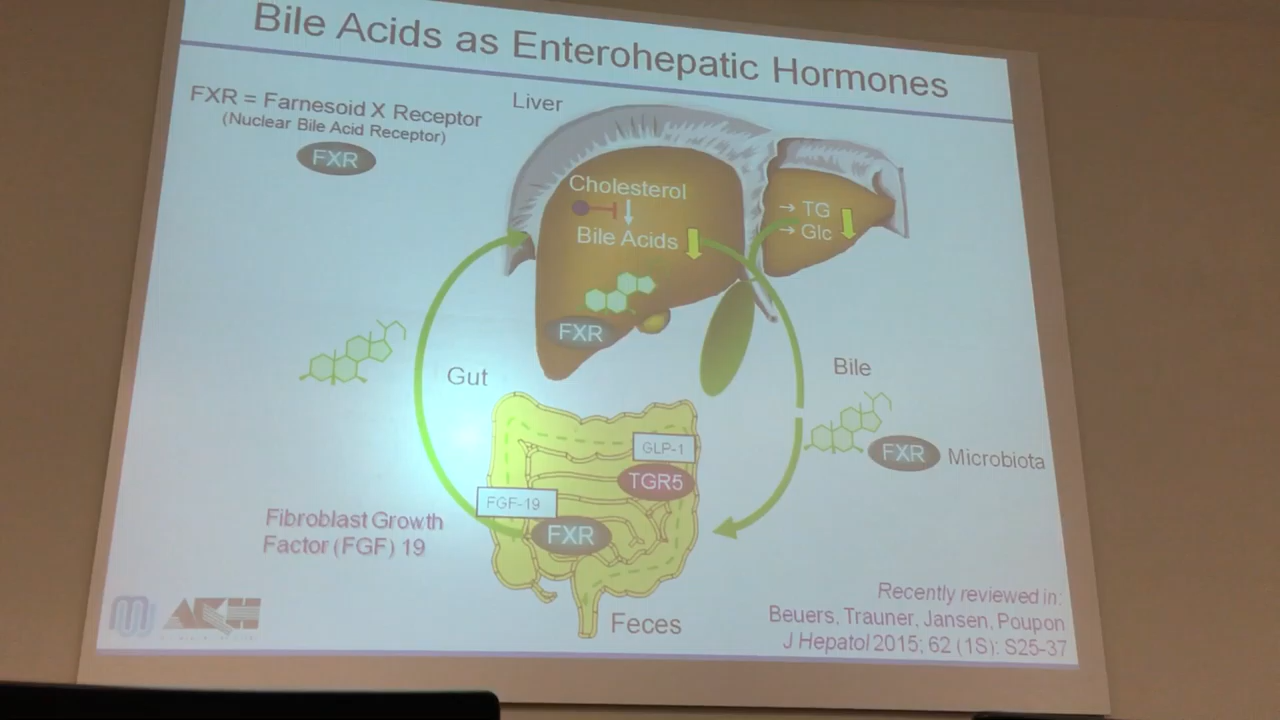 Bile Acids as Enterohepatic Hormones
FXR = Farnesoid X Receptor
(Nuclear Bile Acid Receptor)
FXR
Liver
Cholesterol
Bile Acids
→ TG
→ Glc
FXR
Gut
Bile
FXR
Microbiota
GLP-1
TGR5
FGF-19
FXR
Fibroblast Growth
Factor (FGF) 19
Feces
AKH
Recently reviewed in:
Beuers, Trauner, Jansen, Poupon
J Hepatol 2015; 62 (1S): S25-37